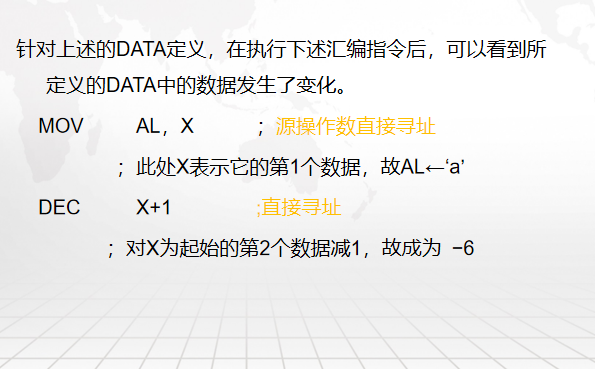 针对上述的DATA定义，在执行下述汇编指令后，可以看到所
定义的DATA中的数据发生了变化。
MOV AL，X ；源操作数直接寻址
；此处X表示它的第1个数据，故AL←‘a’
DEC X+1 ;直接寻址
；对X为起始的第2个数据减1，故成为 −6